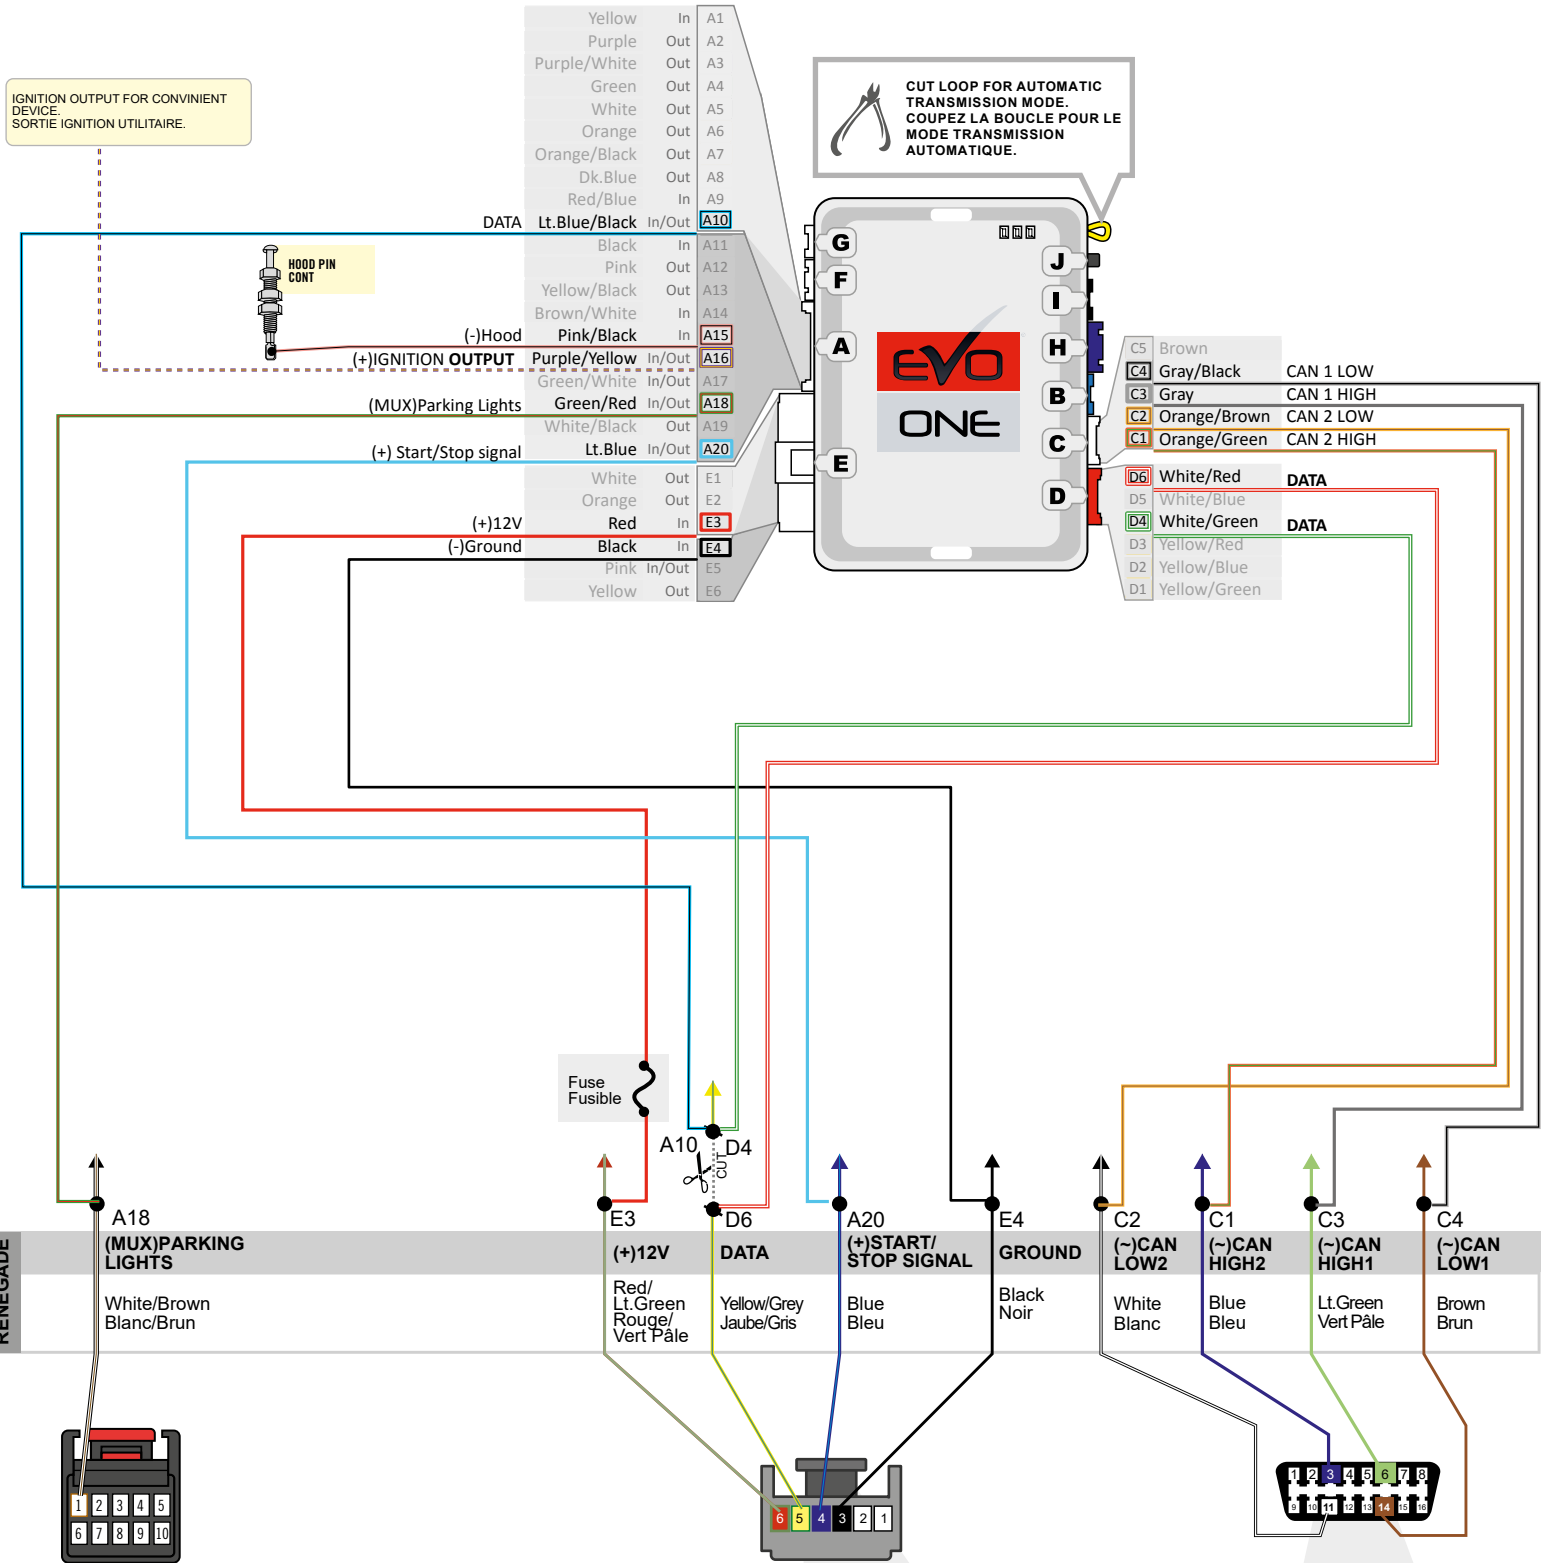 Yellow In A1
Purple Out A2
Purple/White Out A3
Green Out A4
White Out A5
Orange Out A6
Orange/Black Out A7
Dk.Blue Out A8
Red/Blue In A9
DATA Lt.Blue/Black In/Out A10
Black In A11
Pink Out A12
Yellow/Black Out A13
Brown/White In A14
(-)Hood Pink/Black In A15
(+)IGNITION OUTPUT Purple/Yellow In/Out A16
Green/White In/Out A17
(MUX)Parking Lights Green/Red In/Out A18
White/Black Out A19
(+) Start/Stop signal Lt.Blue In/Out A20
White Out E1
Orange Out E2
(+)12V Red In E3
(-)Ground Black In E4
Pink In/Out E5
Yellow Out E6
IGNITION OUTPUT FOR CONVINIENT
DEVICE.
SORTIE IGNITION UTILITAIRE.
HOOD PIN
CONT
CUT LOOP FOR AUTOMATIC
TRANSMISSION MODE.
COUPEZ LA BOUCLE POUR LE
MODE TRANSMISSION
AUTOMATIQUE.
G
F
A
E
J
I
H
B
C
D
EVO
ONE
C5 Brown
C4 Gray/Black CAN 1 LOW
C3 Gray CAN 1 HIGH
C2 Orange/Brown CAN 2 LOW
C1 Orange/Green CAN 2 HIGH
D6 White/Red DATA
D5 White/Blue
D4 White/Green DATA
D3 Yellow/Red
D2 Yellow/Blue
D1 Yellow/Green
Fuse
Fusible
A10 D4
CUT
A18 E3 D6 A20 E4 C2 C1 C3 C4
RENEGADE
(MUX)PARKING
LIGHTS
(+)12V
DATA
(+)START/
STOP SIGNAL
GROUND
(~)CAN
LOW2
(~)CAN
HIGH2
(~)CAN
HIGH1
(~)CAN
LOW1
White/Brown
Blanc/Brun
Red/
Lt.Green
Rouge/
Vert Pâle
Yellow/Grey
Jaube/Gris
Blue
Bleu
Black
Noir
White
Blanc
Blue
Bleu
Lt.Green
Vert Pâle
Brown
Brun
1 2 3 4 5
6 7 8 9 10
6 5 4 3 2 1
1 2 3 4 5 6 7 8
9 10 11 12 13 14 15 16